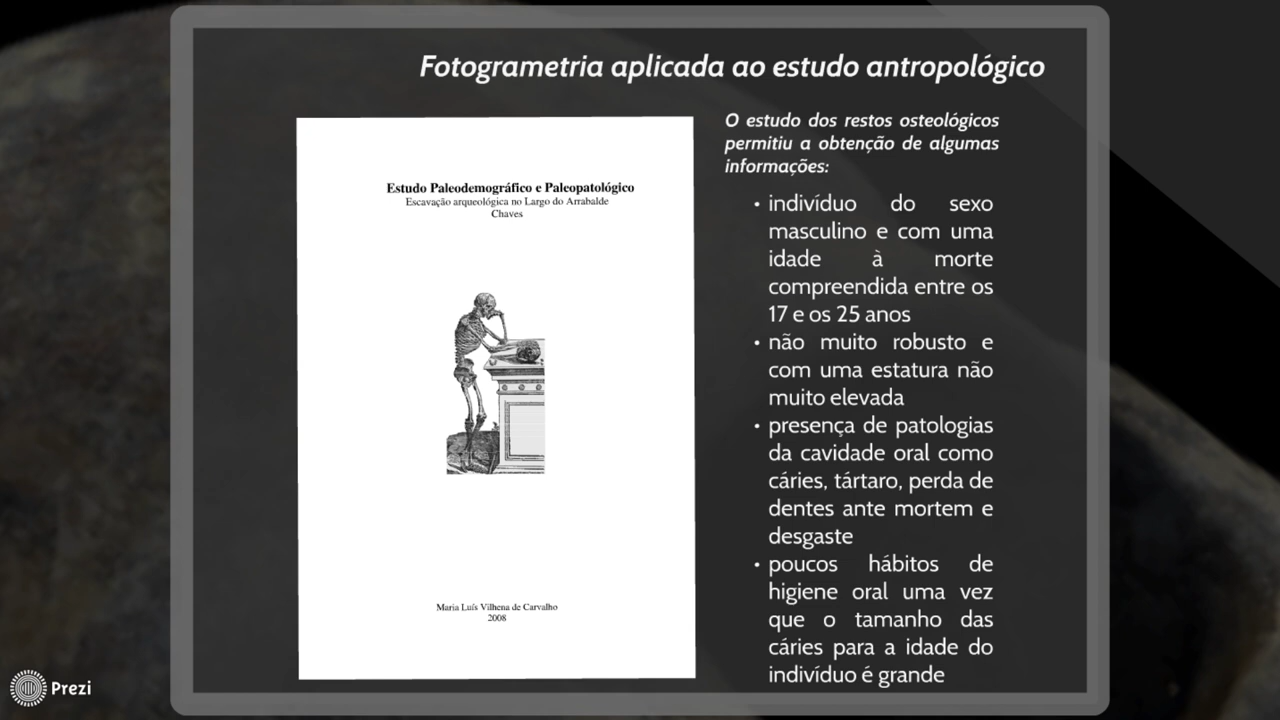 Fotogrametria aplicada ao estudo antropológico
Estudo Paleodemográfico e Paleopatológico
Escavação arqueológica no Largo do Arrabalde
Chaves
Maria Luís Vilhena de Carvalho
2008
O estudo dos restos osteológicos
permitiu a obtenção de algumas
informações:
• indivíduo do sexo
masculino e com uma
idade à morte
compreendida entre os
17 e os 25 anos
• não muito robusto e
com uma estatura não
muito elevada
• presença de patologias
da cavidade oral como
cáries, tártaro, perda de
dentes ante mortem e
desgaste
• poucos hábitos de
higiene oral uma vez
que o tamanho das
cáries para a idade do
indivíduo é grande
Prezi